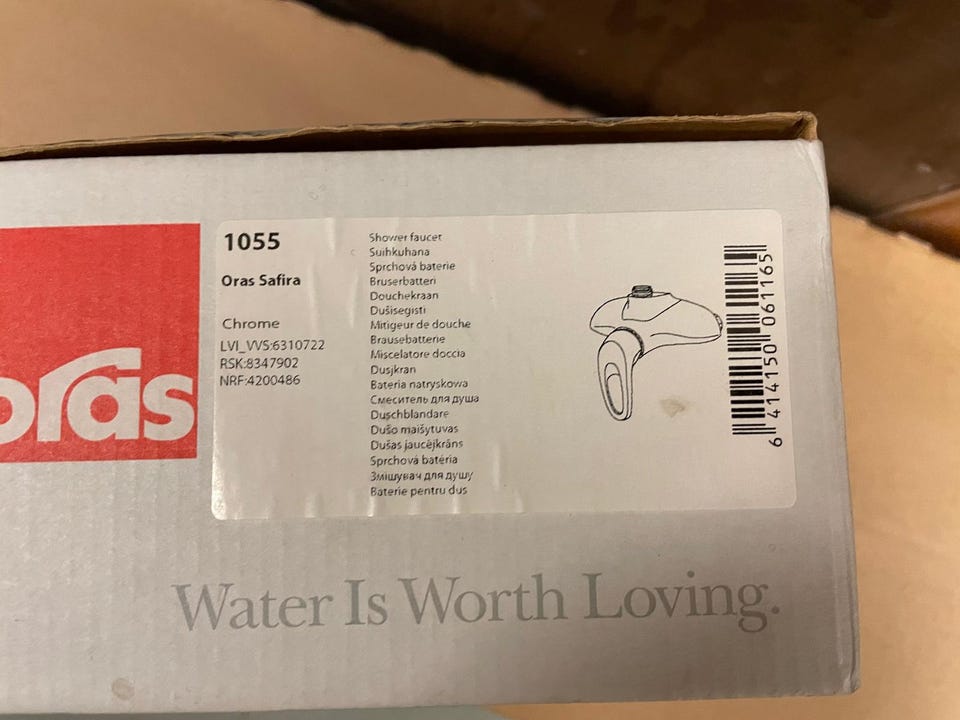 oras
1055
Oras Safira
Chrome
LVI_VVS:6310722
RSK:8347902
NRF:4200486
Shower faucet
Suihkuhana
Sprchová baterie
Bruserbatteri
Douchekraan
Dušisegisti
Mitigeur de douche
Brausebatterie
Miscelatore doccia
Dusjkran
Bateria natryskowa
Смеситель для душа
Duschblandare
Dušo maišytuvas
Dušas jaucējkrāns
Sprchová batéria
Змішувач для душу
Baterie pentru dus
6 414150 061165
Water Is Worth Loving.